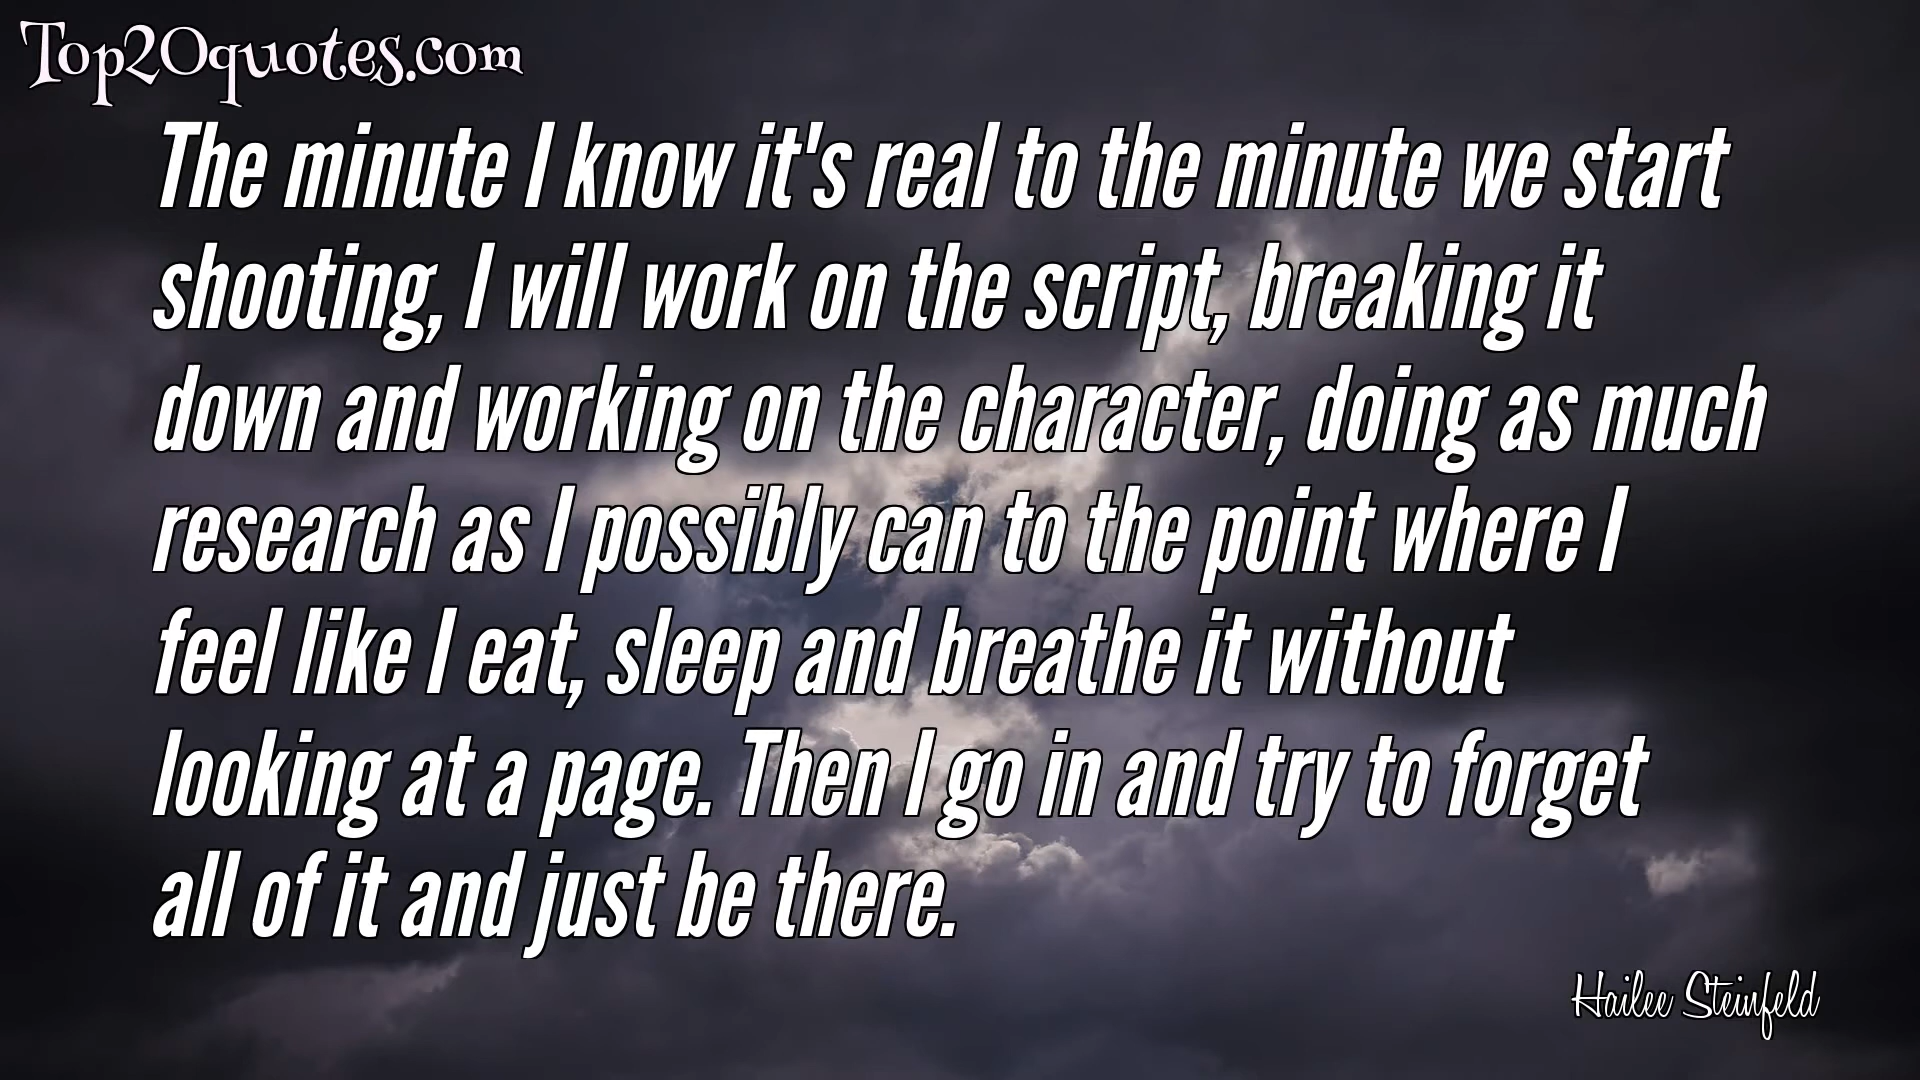 Top20quotes.com
The minute I know it's real to the minute we start
shooting, I will work on the script, breaking it
down and working on the character, doing as much
research as I possibly can to the point where I
feel like I eat, sleep and breathe it without
looking at a page. Then I go in and try to forget
all of it and just be there.
Hailee Steinfeld